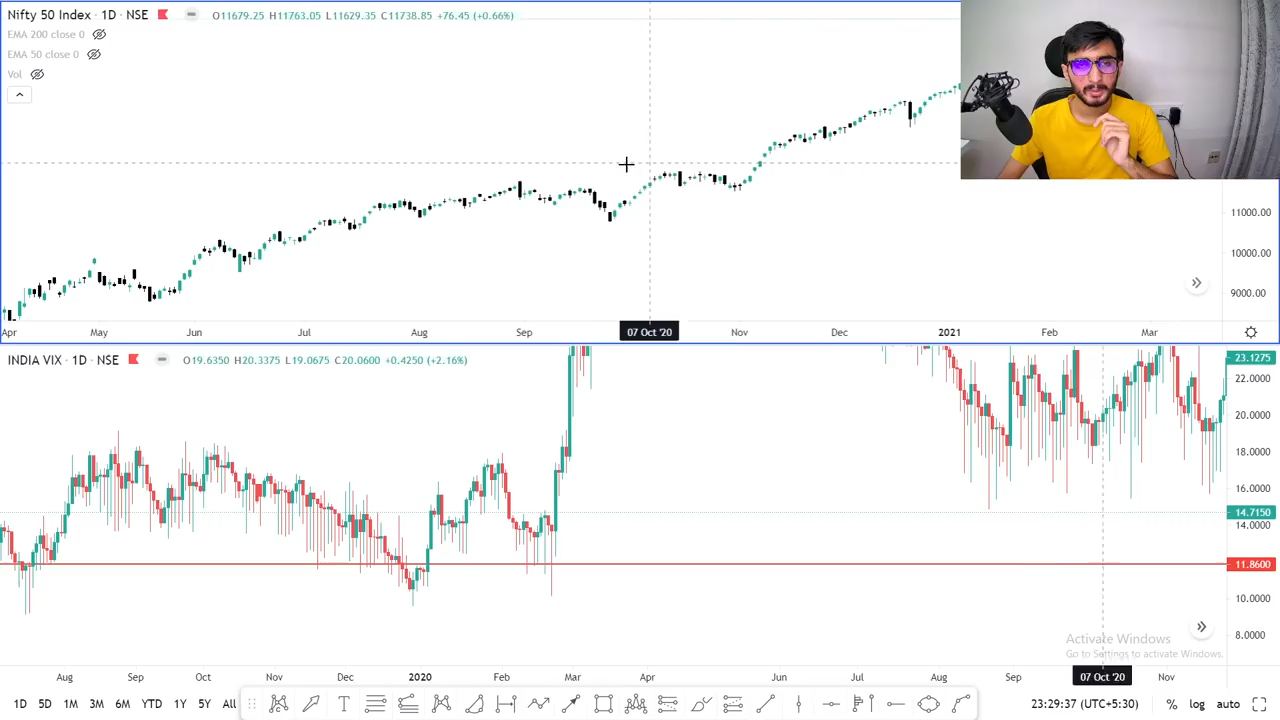 Nifty 50 Index · 1D · NSE O11679.25 H11763.05 L11629.35 C11738.85 +76.45 (+0.66%)
EMA 200 close 0
EMA 50 close 0
Vol
11000.00
10000.00
9000.00
Apr May Jun Jul Aug Sep 07 Oct '20 Nov Dec 2021 Feb Mar
INDIA VIX · 1D · NSE O19.6350 H20.3375 L19.0675 C20.0600 +0.4250 (+2.16%)
23.1275
22.0000
20.0000
18.0000
16.0000
14.7150
14.0000
11.8600
10.0000
8.0000
Activate Windows
Go to Settings to activate Windows.
Aug Sep Oct Nov Dec 2020 Feb Mar Apr Jun Jul Aug Sep 07 Oct '20 Nov
1D 5D 1M 3M 6M YTD 1Y 5Y All T 23:29:37 (UTC+5:30) % log auto